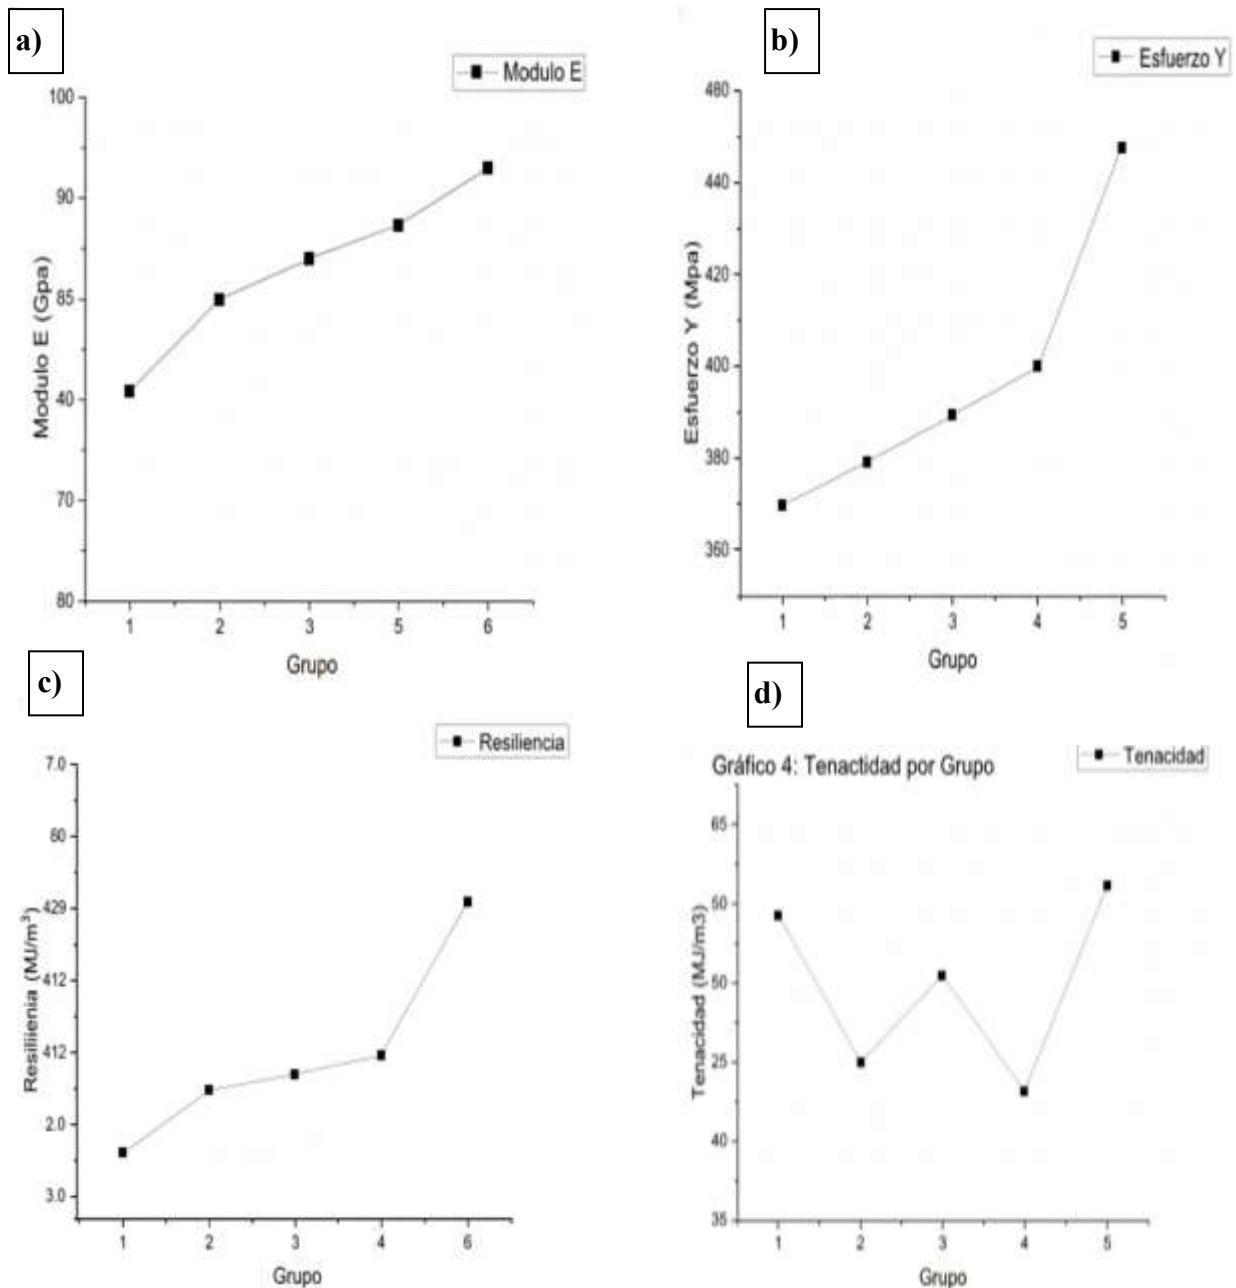 a)
Modulo E
100
90
85
40
70
80
Modulo E (Gpa)
1 2 3 5 6
Grupo
b)
Esfuerzo Y
480
440
420
400
380
360
Esfuerzo Y (Mpa)
1 2 3 4 5
Grupo
c)
Resiliencia
7.0
60
429
412
412
2.0
3.0
Resiliienia (MJ/m³)
1 2 3 4 6
Grupo
d)
Gráfico 4: Tenactidad por Grupo
Tenacidad
65
60
50
25
40
35
Tenacidad (MJ/m3)
1 2 3 4 5
Grupo